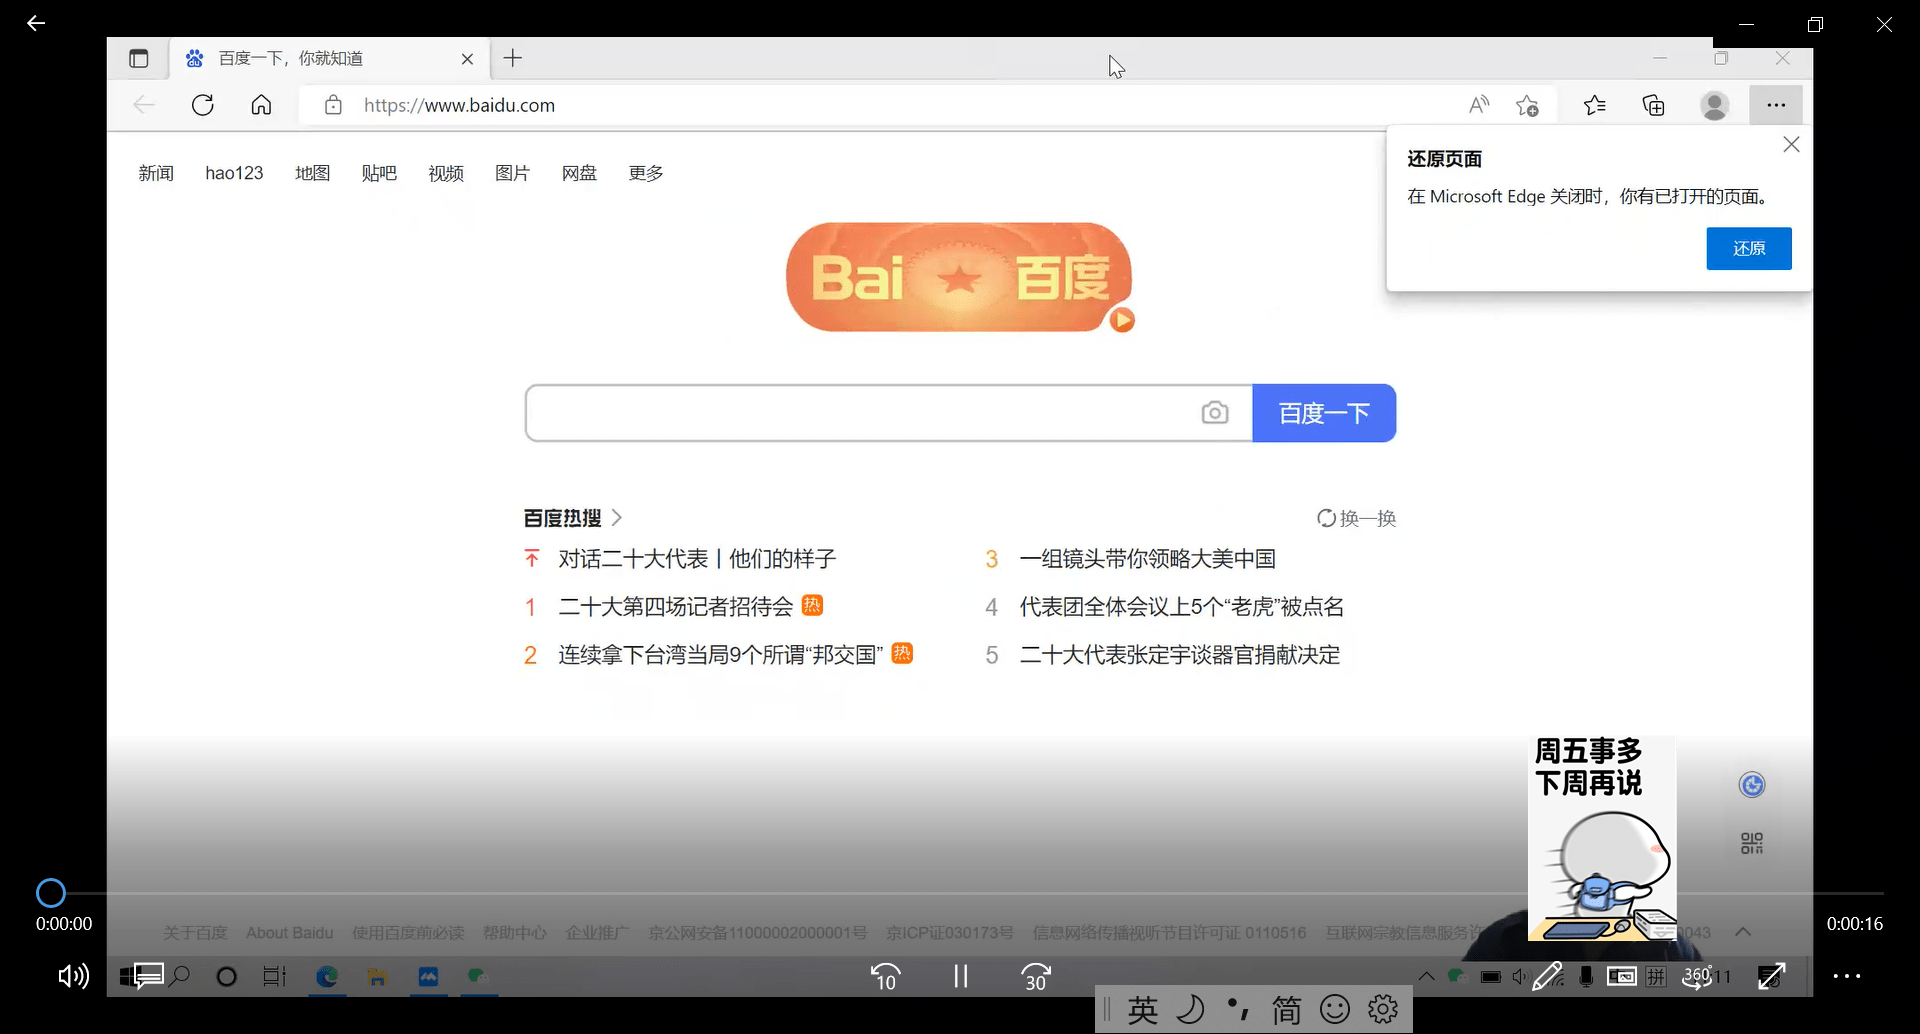 百度一下，你就知道
https://www.baidu.com
新闻 hao123 地图 贴吧 视频 图片 网盘 更多
还原页面
在 Microsoft Edge 关闭时，你有已打开的页面。
还原
Bai 百度
百度一下
百度热搜
换一换
对话二十大代表丨他们的样子
1 二十大第四场记者招待会 热
2 连续拿下台湾当局9个所谓“邦交国” 热
3 一组镜头带你领略大美中国
4 代表团全体会议上5个“老虎”被点名
5 二十大代表张定宇谈器官捐献决定
周五事多
下周再说
0:00:00
0:00:16
关于百度 About Baidu 使用百度前必读 帮助中心 企业推广 京公网安备11000002000001号 京ICP证030173号 信息网络传播视听节目许可证 0110516 互联网宗教信息服务许 0043
10
30
拼
360°
11
英 简